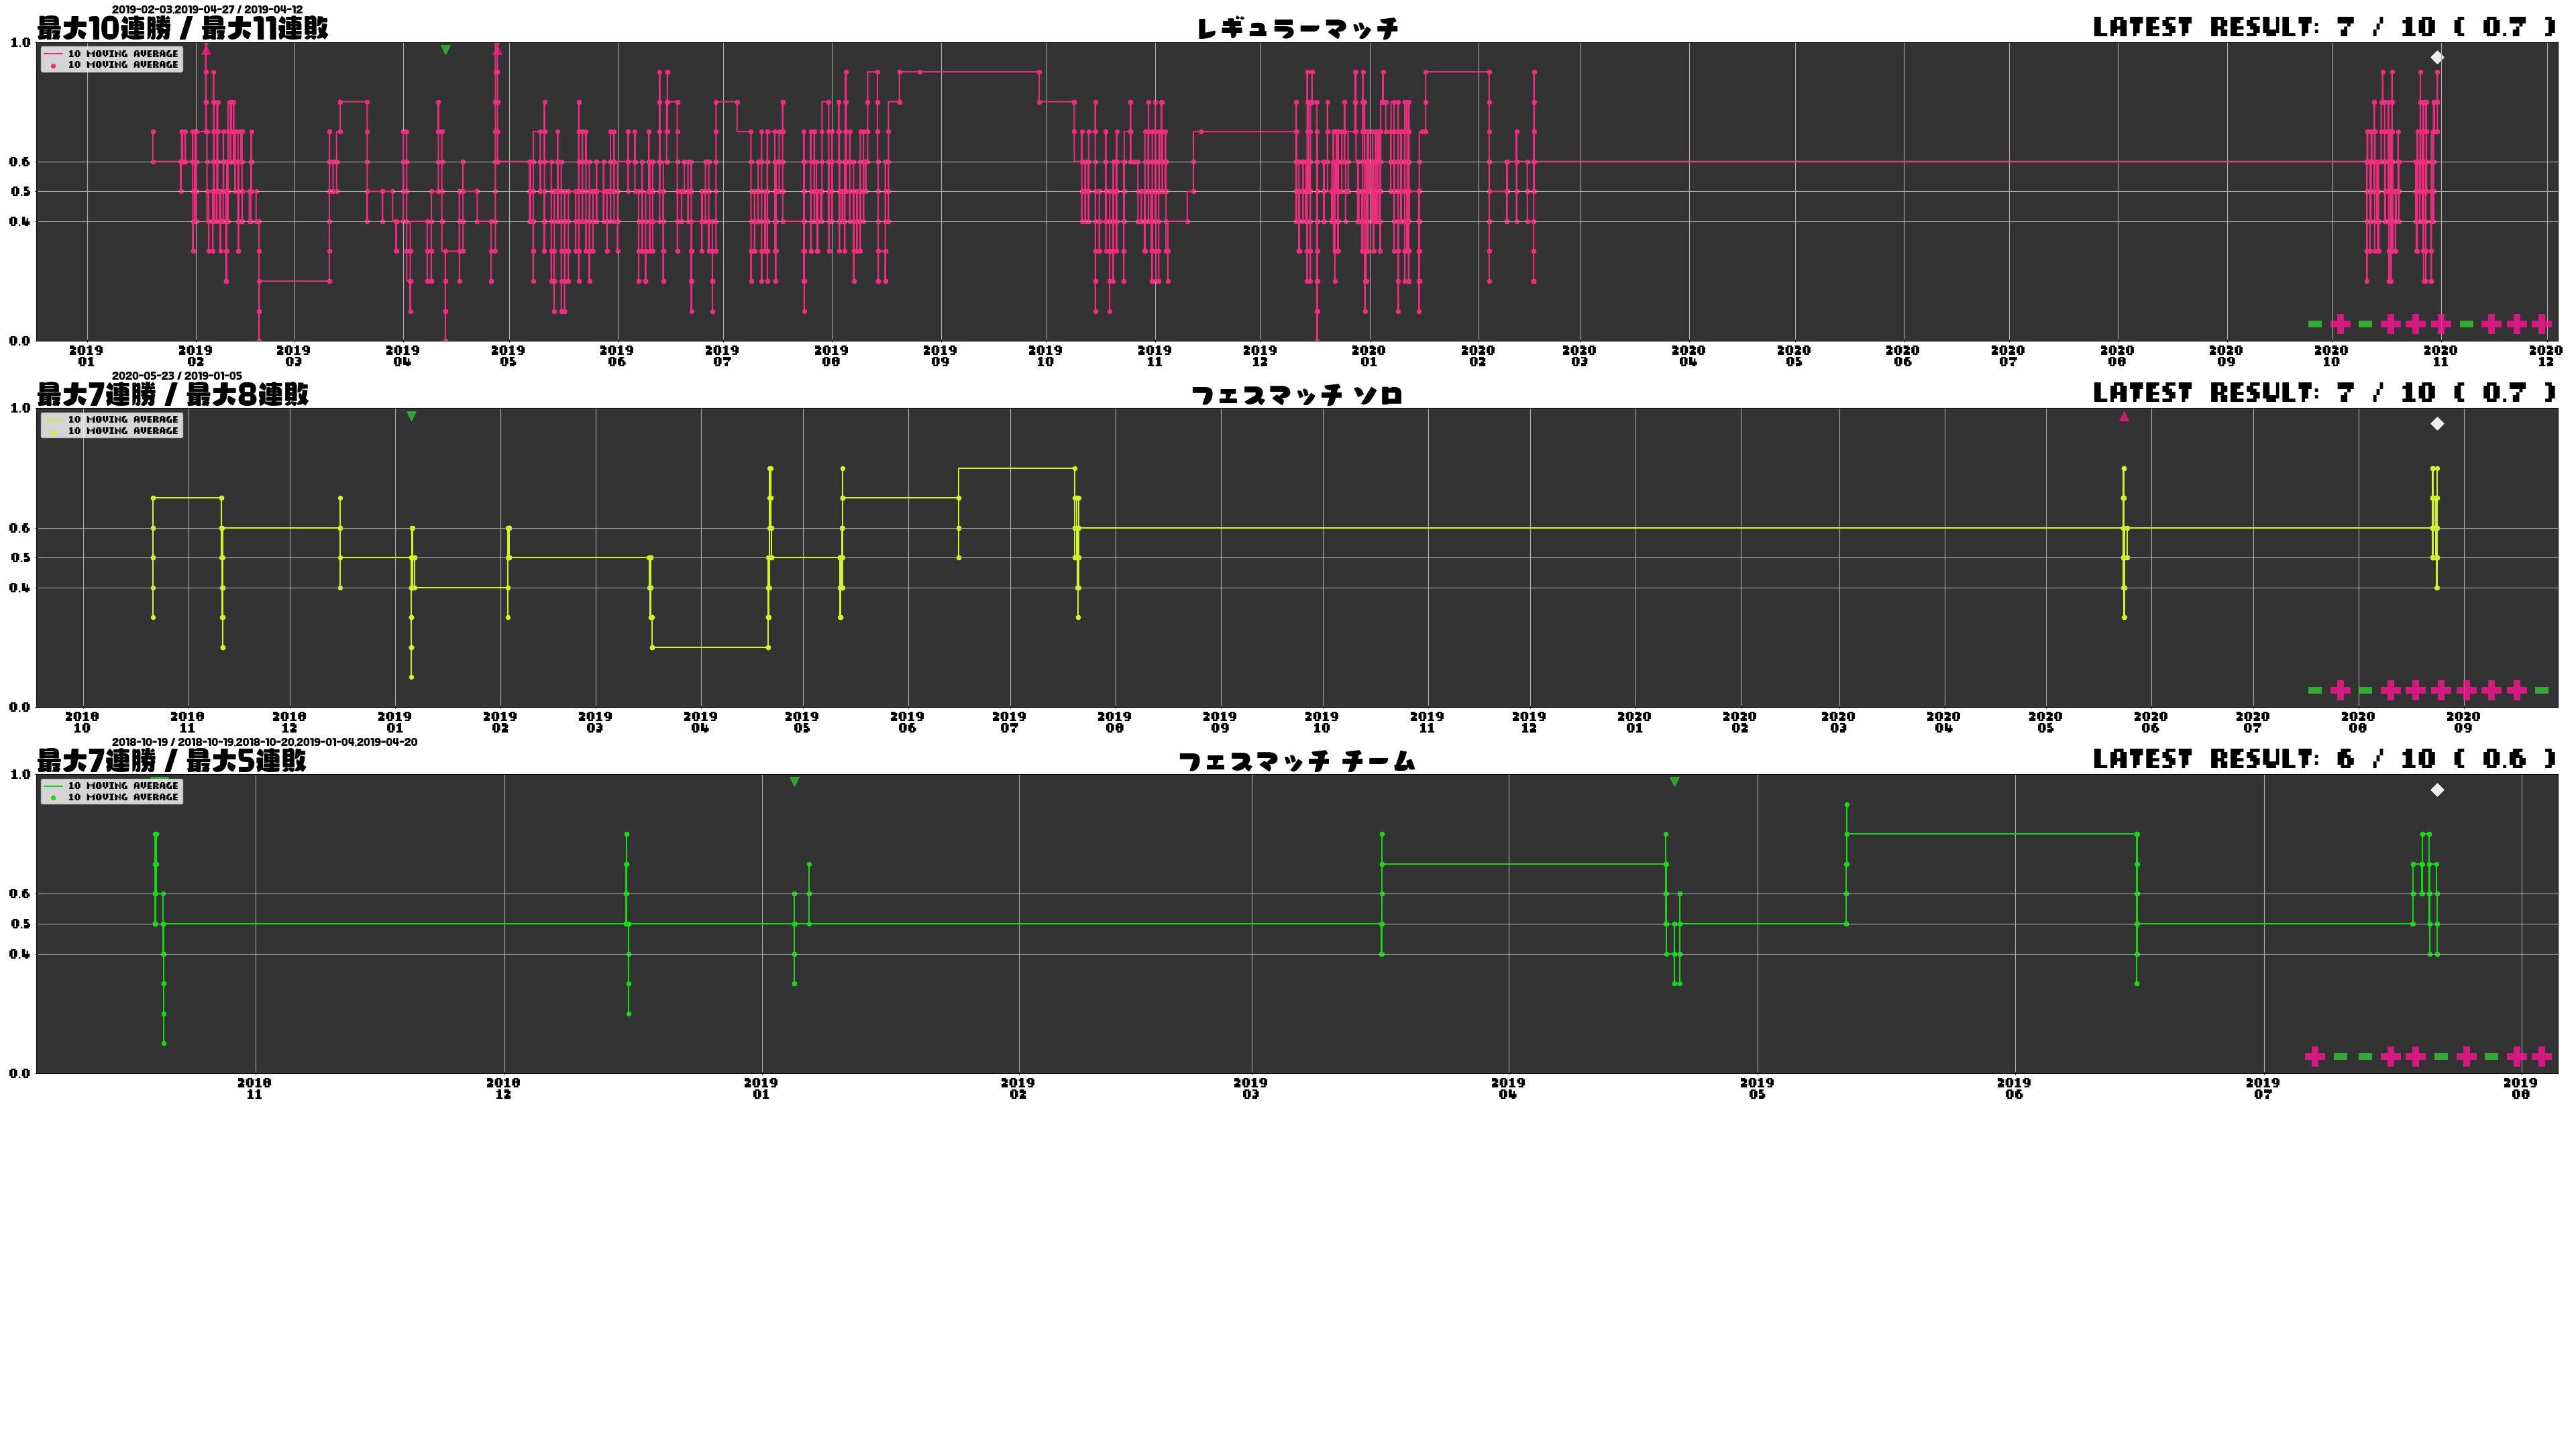 2019-02-03,2019-04-27 / 2019-04-12
最大10連勝 / 最大11連敗
レギュラーマッチ
LATEST RESULT: 7 / 10 ( 0.7 )
10 MOVING AVERAGE
10 MOVING AVERAGE
1.0
0.6
0.5
0.4
0.0
2019 2019 2019 2019 2019 2019 2019 2019 2019 2019 2019 2019 2020 2020 2020 2020 2020 2020 2020 2020 2020 2020 2020 2020
01 02 03 04 05 06 07 08 09 10 11 12 01 02 03 04 05 06 07 08 09 10 11 12
2020-05-23 / 2019-01-05
最大7連勝 / 最大8連敗
フェスマッチ ソロ
LATEST RESULT: 7 / 10 ( 0.7 )
10 MOVING AVERAGE
10 MOVING AVERAGE
1.0
0.6
0.5
0.4
0.0
2018 2018 2018 2019 2019 2019 2019 2019 2019 2019 2019 2019 2019 2019 2019 2020 2020 2020 2020 2020 2020 2020 2020 2020
10 11 12 01 02 03 04 05 06 07 08 09 10 11 12 01 02 03 04 05 06 07 08 09
2018-10-19 / 2018-10-19,2018-10-20,2019-01-04,2019-04-20
最大7連勝 / 最大5連敗
フェスマッチ チーム
LATEST RESULT: 6 / 10 ( 0.6 )
10 MOVING AVERAGE
10 MOVING AVERAGE
1.0
0.6
0.5
0.4
0.0
2018 2018 2019 2019 2019 2019 2019 2019 2019 2019
11 12 01 02 03 04 05 06 07 08